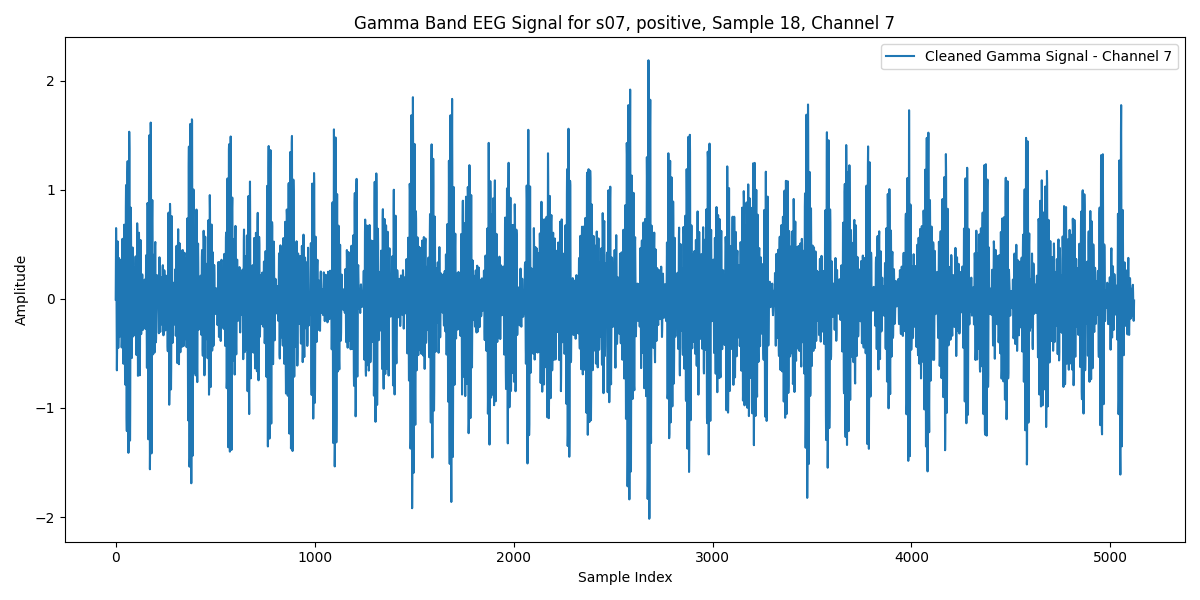 Gamma Band EEG Signal for s07, positive, Sample 18, Channel 7
Cleaned Gamma Signal - Channel 7
Amplitude
2
1
0
−1
−2
0 1000 2000 3000 4000 5000
Sample Index